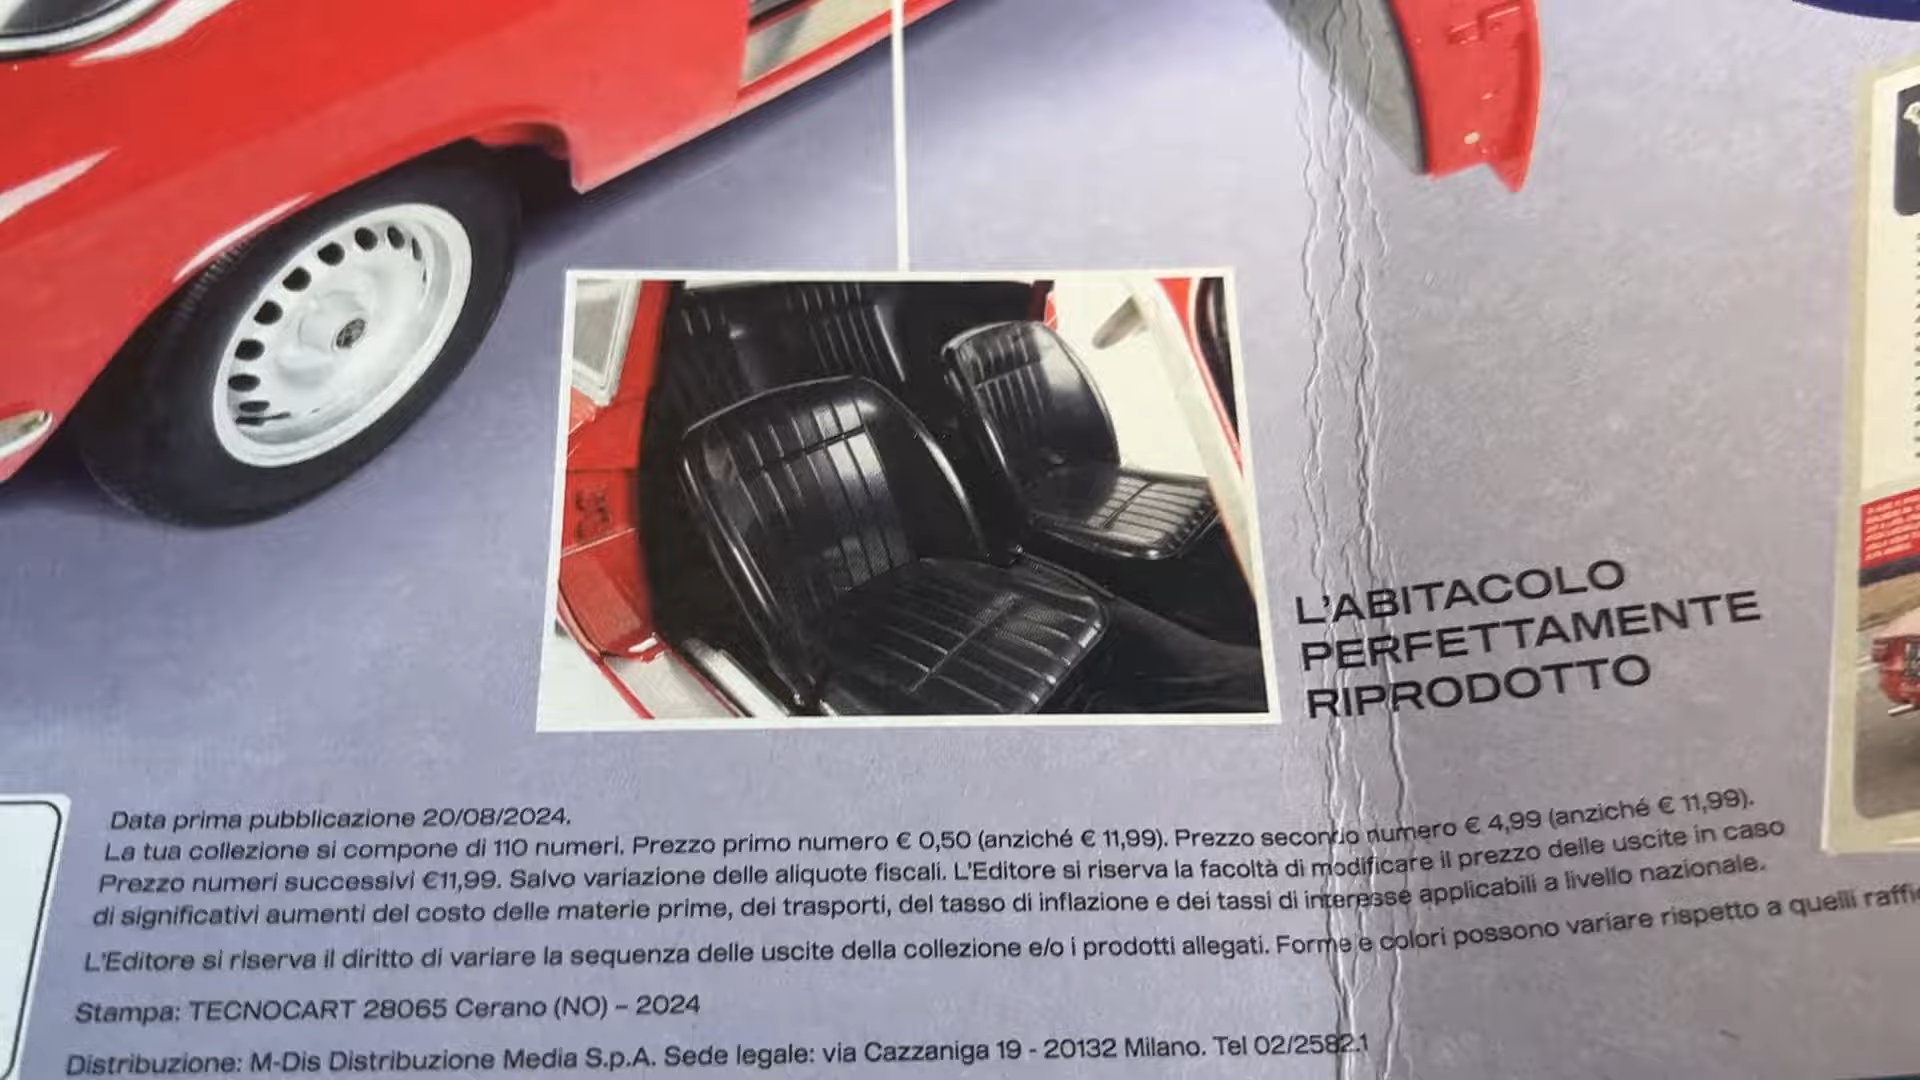 L'ABITACOLO
PERFETTAMENTE
RIPRODOTTO
Data prima pubblicazione 20/08/2024.
La tua collezione si compone di 110 numeri. Prezzo primo numero € 0,50 (anziché € 11,99). Prezzo secondo numero € 4,99 (anziché € 11,99).
Prezzo numeri successivi €11,99. Salvo variazione delle aliquote fiscali. L'Editore si riserva la facoltà di modificare il prezzo delle uscite in caso
di significativi aumenti del costo delle materie prime, dei trasporti, del tasso di inflazione e dei tassi di interesse applicabili a livello nazionale.
L'Editore si riserva il diritto di variare la sequenza delle uscite della collezione e/o i prodotti allegati. Forme e colori possono variare rispetto a quelli
Stampa: TECNOCART 28065 Cerano (NO) – 2024
Distribuzione: M-Dis Distribuzione Media S.p.A. Sede legale: via Cazzaniga 19 - 20132 Milano. Tel 02/2582.1